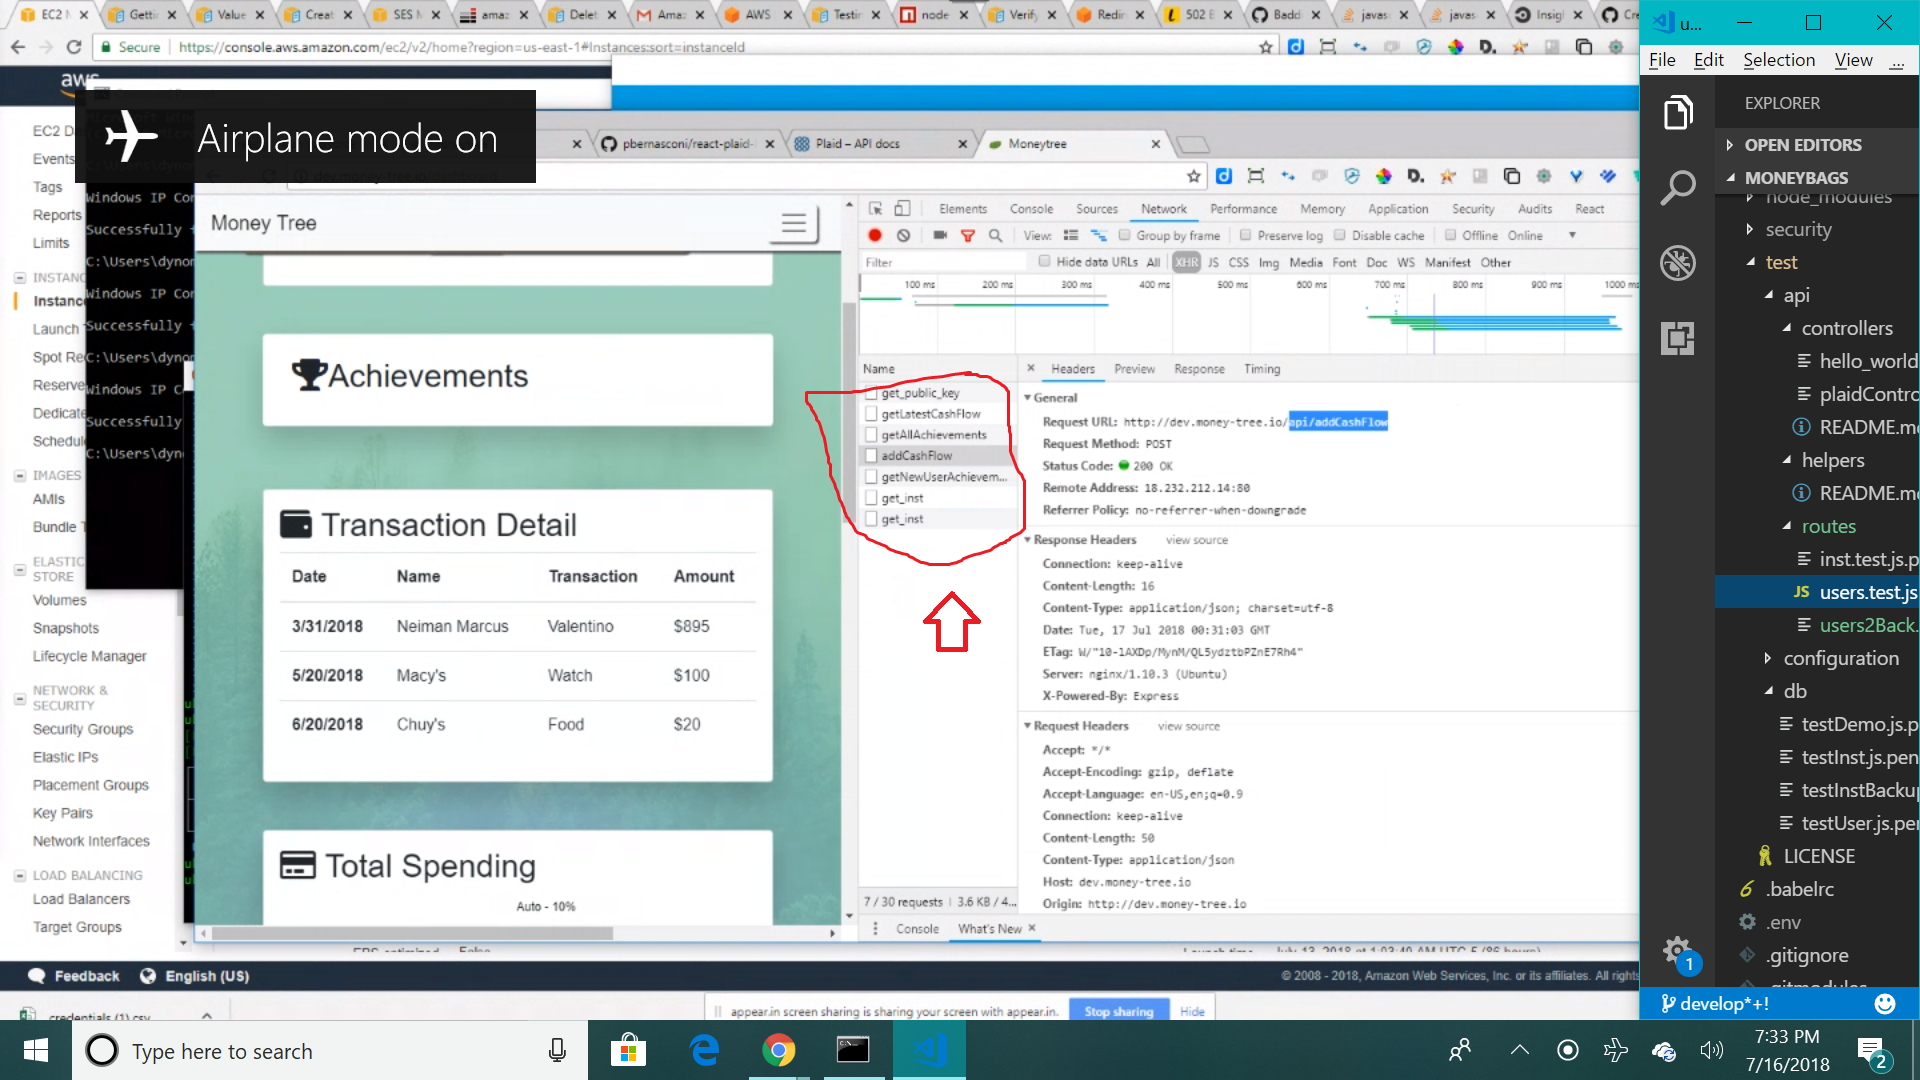 EC2 M
Gettin
Value
Creat
SES M
amaz
Delet
Amaz
AWS
Testin
node
Verify
Redir
502 E
Badd
javas
javas
Insigh
Cre
Secure https://console.aws.amazon.com/ec2/v2/home?region=us-east-1#Instances:sort=instanceId
aws
Airplane mode on
EC2 D
Events
Tags
Reports
Limits
INSTANC
Instanc
Launch T
Spot Re
Reserve
Dedicate
Schedul
IMAGES
AMIs
Bundle T
ELASTIC
STORE
Volumes
Snapshots
Lifecycle Manager
NETWORK &
SECURITY
Security Groups
Elastic IPs
Placement Groups
Key Pairs
Network Interfaces
LOAD BALANCING
Load Balancers
Target Groups
Windows IP Con
Successfully f
C:\Users\dynom
Windows IP Con
Successfully f
C:\Users\dyno
Windows IP C
Successfully
C:\Users\dyn
pbernasconi/react-plaid-
Plaid – API docs
Moneytree
Money Tree
Achievements
Transaction Detail
Date Name Transaction Amount
3/31/2018 Neiman Marcus Valentino $895
5/20/2018 Macy's Watch $100
6/20/2018 Chuy's Food $20
Total Spending
Auto - 10%
Elements Console Sources Network Performance Memory Application Security Audits React
View: Group by frame Preserve log Disable cache Offline Online
Filter Hide data URLs All XHR JS CSS Img Media Font Doc WS Manifest Other
100 ms 200 ms 300 ms 400 ms 500 ms 600 ms 700 ms 800 ms 900 ms 1000 ms
Name
get_public_key
getLatestCashFlow
getAllAchievements
addCashFlow
getNewUserAchievem...
get_inst
get_inst
7 / 30 requests | 3.6 KB / 4...
Headers Preview Response Timing
General
Request URL: http://dev.money-tree.io/api/addCashFlow
Request Method: POST
Status Code: 200 OK
Remote Address: 18.232.212.14:80
Referrer Policy: no-referrer-when-downgrade
Response Headers view source
Connection: keep-alive
Content-Length: 16
Content-Type: application/json; charset=utf-8
Date: Tue, 17 Jul 2018 00:31:03 GMT
ETag: W/"10-lAXDp/MynM/QL5ydztbPZnE7Rh4"
Server: nginx/1.10.3 (Ubuntu)
X-Powered-By: Express
Request Headers view source
Accept: */*
Accept-Encoding: gzip, deflate
Accept-Language: en-US,en;q=0.9
Connection: keep-alive
Content-Length: 50
Content-Type: application/json
Host: dev.money-tree.io
Origin: http://dev.money-tree.io
Console What's New
Feedback English (US)
© 2008 - 2018, Amazon Web Services, Inc. or its affiliates. All rights
credentials (1).csv
appear.in screen sharing is sharing your screen with appear.in.
Stop sharing
Hide
u...
File Edit Selection View ...
EXPLORER
OPEN EDITORS
MONEYBAGS
node_modules
security
test
api
controllers
hello_world
plaidContro
README.m
helpers
README.m
routes
inst.test.js.p
users.test.js
users2Back.
configuration
db
testDemo.js.p
testInst.js.pen
testInstBackup
testUser.js.per
LICENSE
.babelrc
.env
.gitignore
.gitmodules
1
develop*+!
Type here to search
7:33 PM
7/16/2018
2